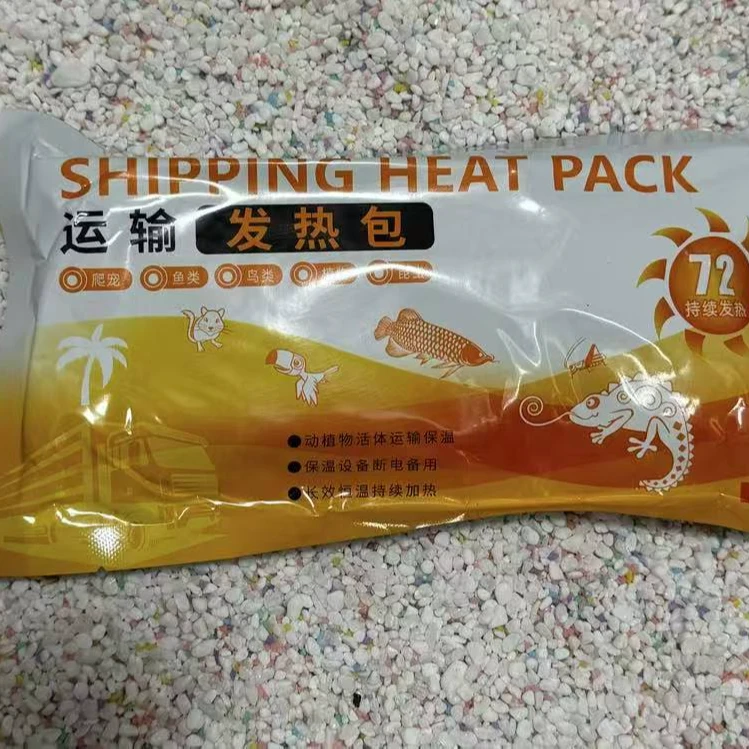 SHIPPING HEAT PACK
运输 发热包
爬宠 鱼类 鸟类
72
持续发热
●动植物活体运输保温
●保温设备断电备用
●长效恒温持续加热